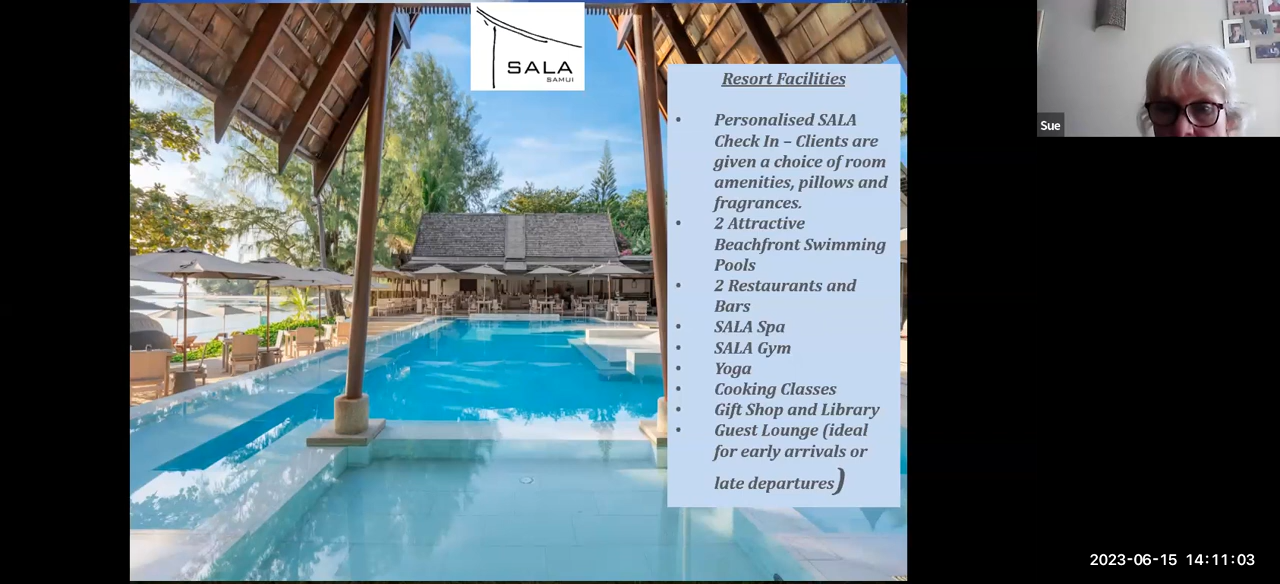 SALA
SAMUI
Resort Facilities
• Personalised SALA
Check In – Clients are
given a choice of room
amenities, pillows and
fragrances.
• 2 Attractive
Beachfront Swimming
Pools
• 2 Restaurants and
Bars
• SALA Spa
• SALA Gym
• Yoga
• Cooking Classes
• Gift Shop and Library
• Guest Lounge (ideal
for early arrivals or
late departures)
Sue
2023-06-15 14:11:03